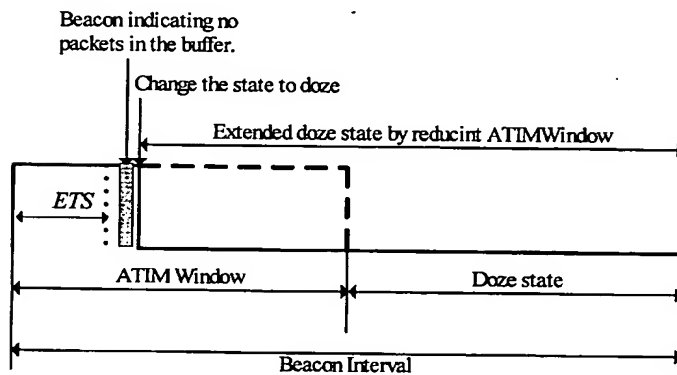 Beacon indicating no
packets in the buffer.
Change the state to doze
Extended doze state by reducint ATIMWindow
ETS
ATIM Window
Doze state
Beacon Interval